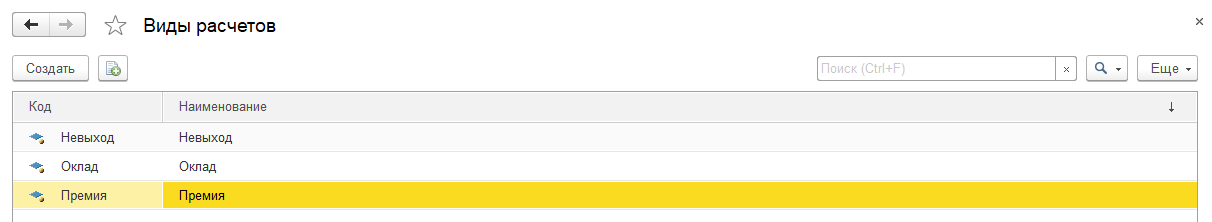 Виды расчетов
Создать Поиск (Ctrl+F) × Еще
Код Наименование
Невыход Невыход
Оклад Оклад
Премия Премия